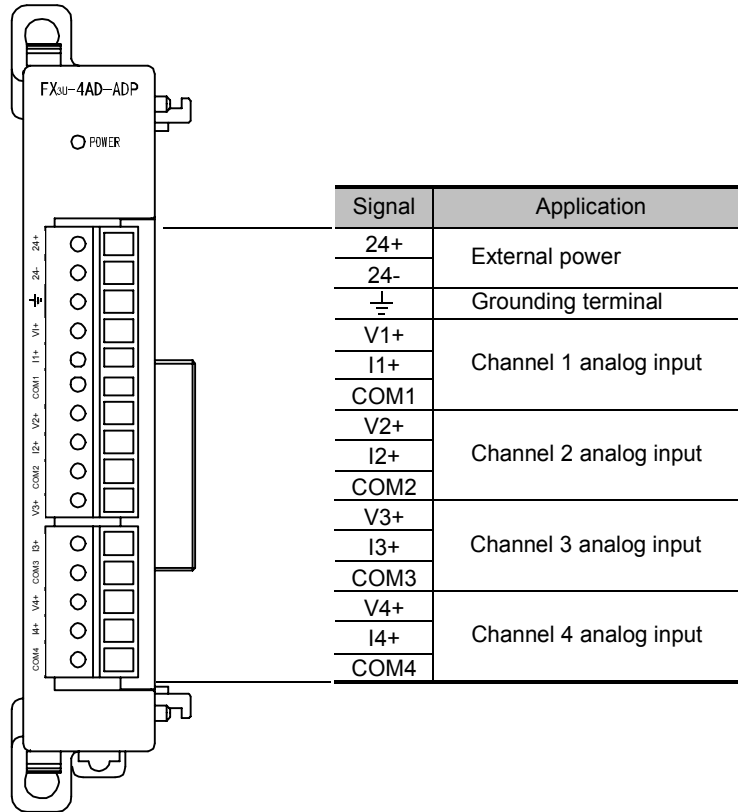 FX3U-4AD-ADP
POWER
24+
24-
⏚
V1+
I1+
COM1
V2+
I2+
COM2
V3+
I3+
COM3
V4+
I4+
COM4
Signal Application
24+
External power
24-
⏚ Grounding terminal
V1+
I1+ Channel 1 analog input
COM1
V2+
I2+ Channel 2 analog input
COM2
V3+
I3+ Channel 3 analog input
COM3
V4+
I4+ Channel 4 analog input
COM4